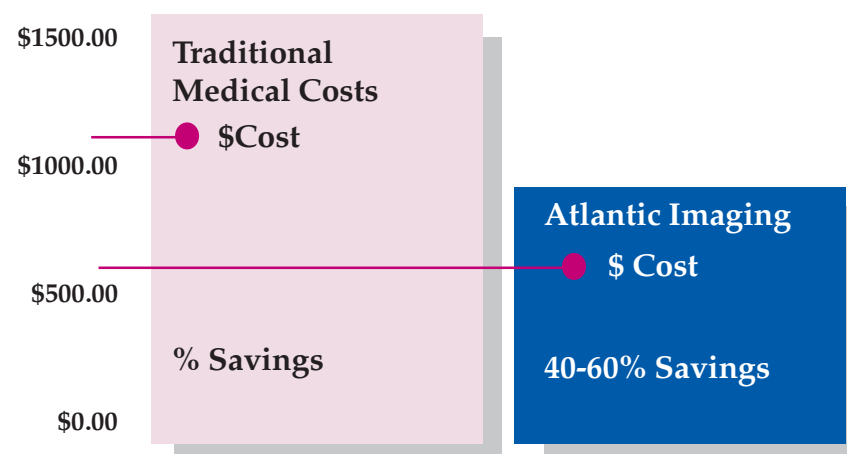 $1500.00
Traditional
Medical Costs
$Cost
$1000.00
Atlantic Imaging
$ Cost
$500.00
% Savings
40-60% Savings
$0.00